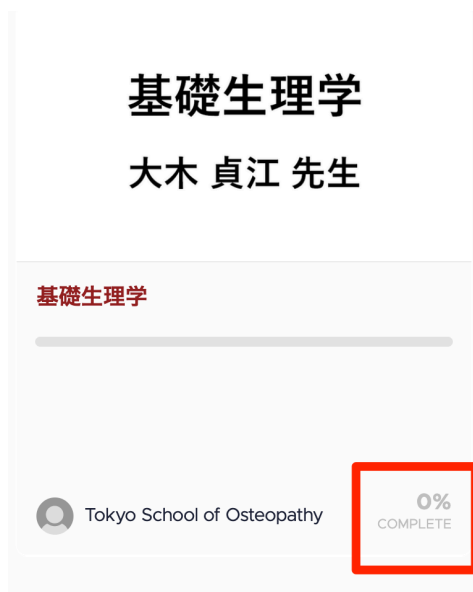 基礎生理学
大木 貞江 先生
基礎生理学
Tokyo School of Osteopathy
0%
COMPLETE